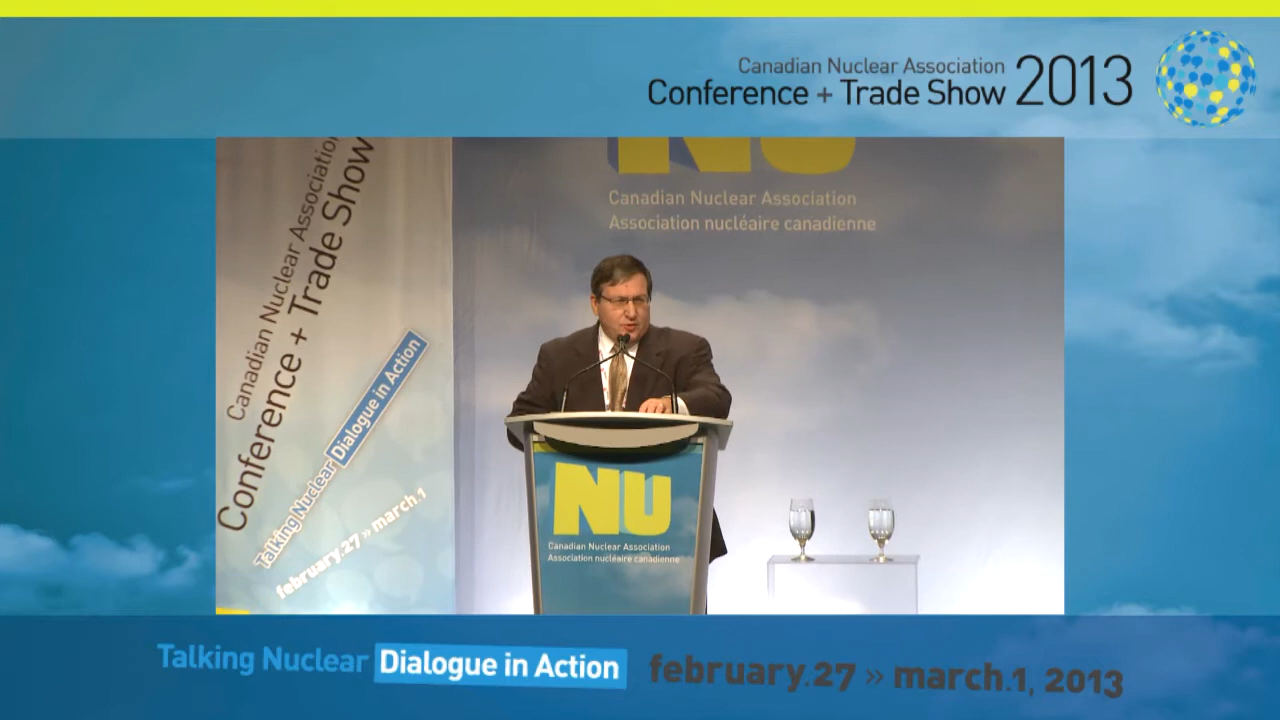 Canadian Nuclear Association
Conference + Trade Show 2013
Canadian Nuclear Association
Conference + Trade Show
Talking Nuclear Dialogue in Action
february.27 » march.1
NU
Canadian Nuclear Association
Association nucléaire canadienne
NU
Canadian Nuclear Association
Association nucléaire canadienne
Talking Nuclear Dialogue in Action february.27 » march.1, 2013